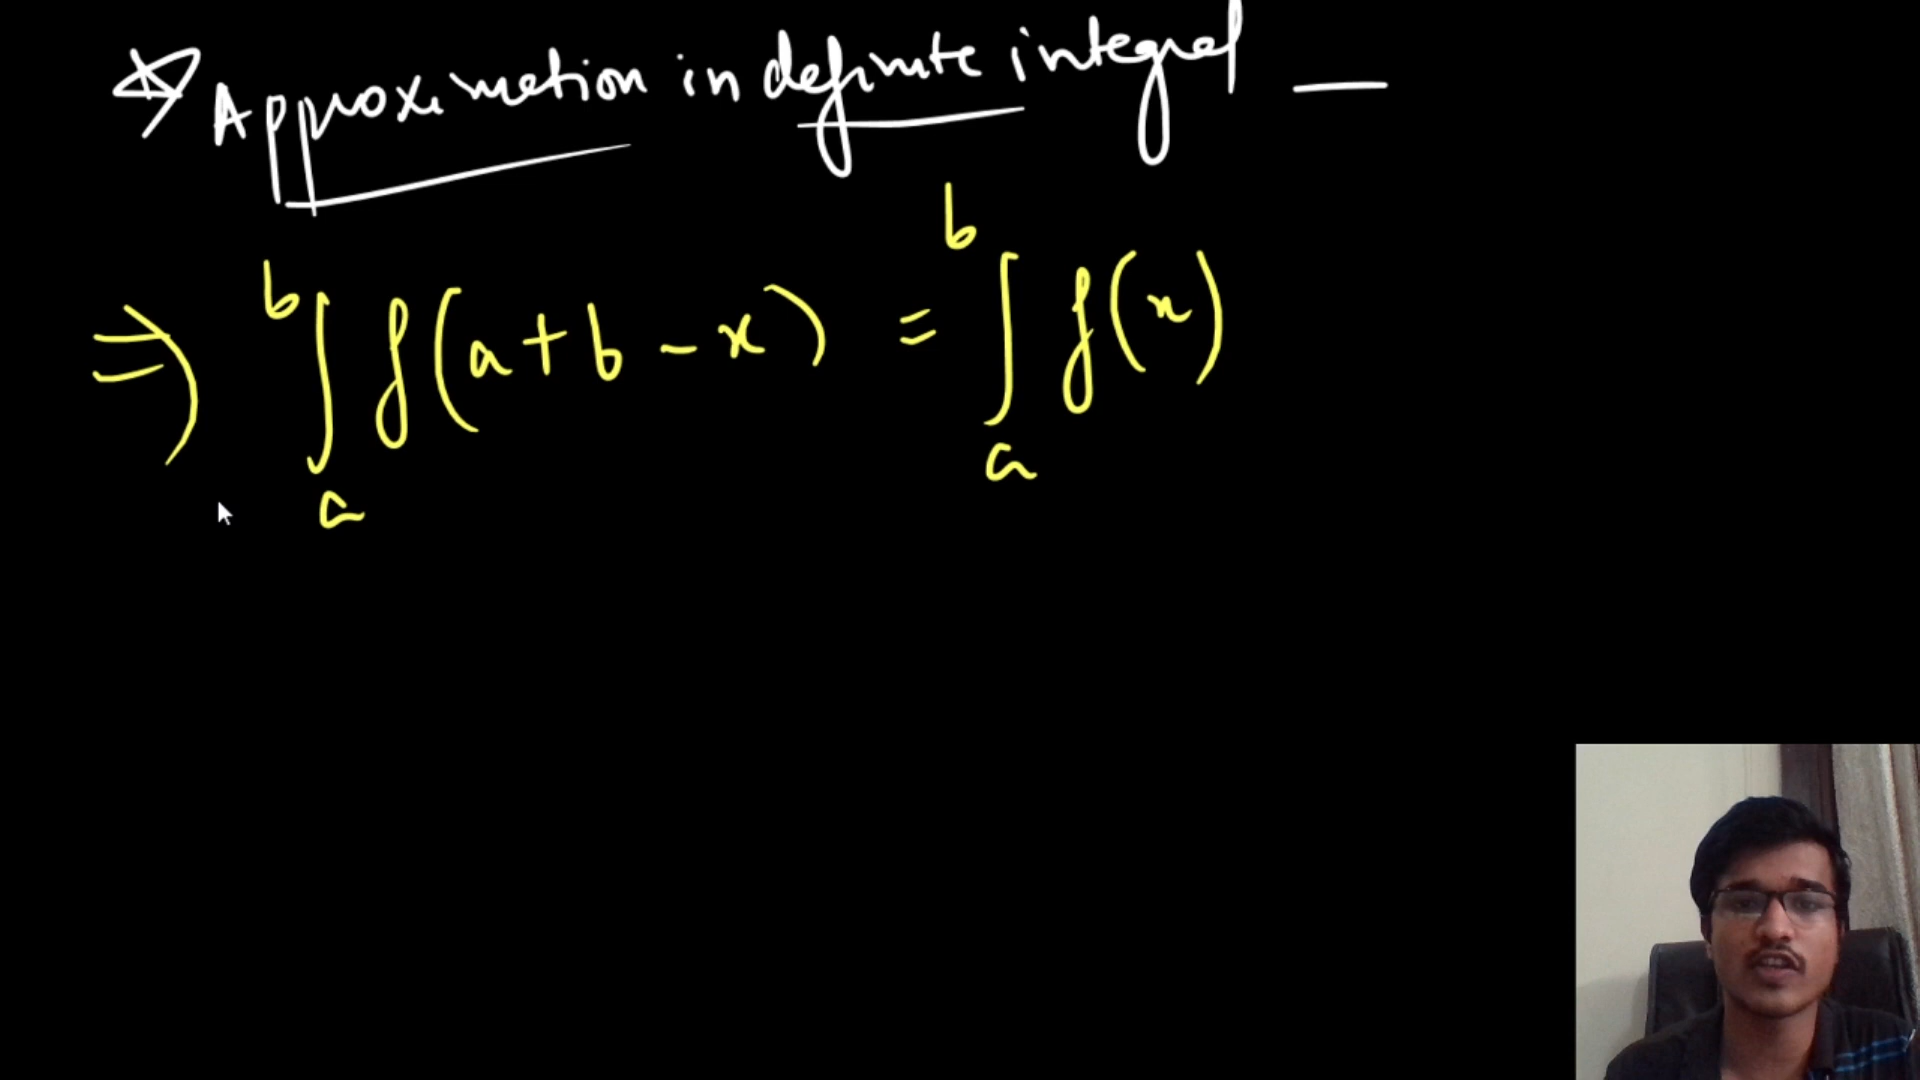 Approximation in definite integral —
⇒) ∫_a^b f(a+b-x) = ∫_a^b f(x)